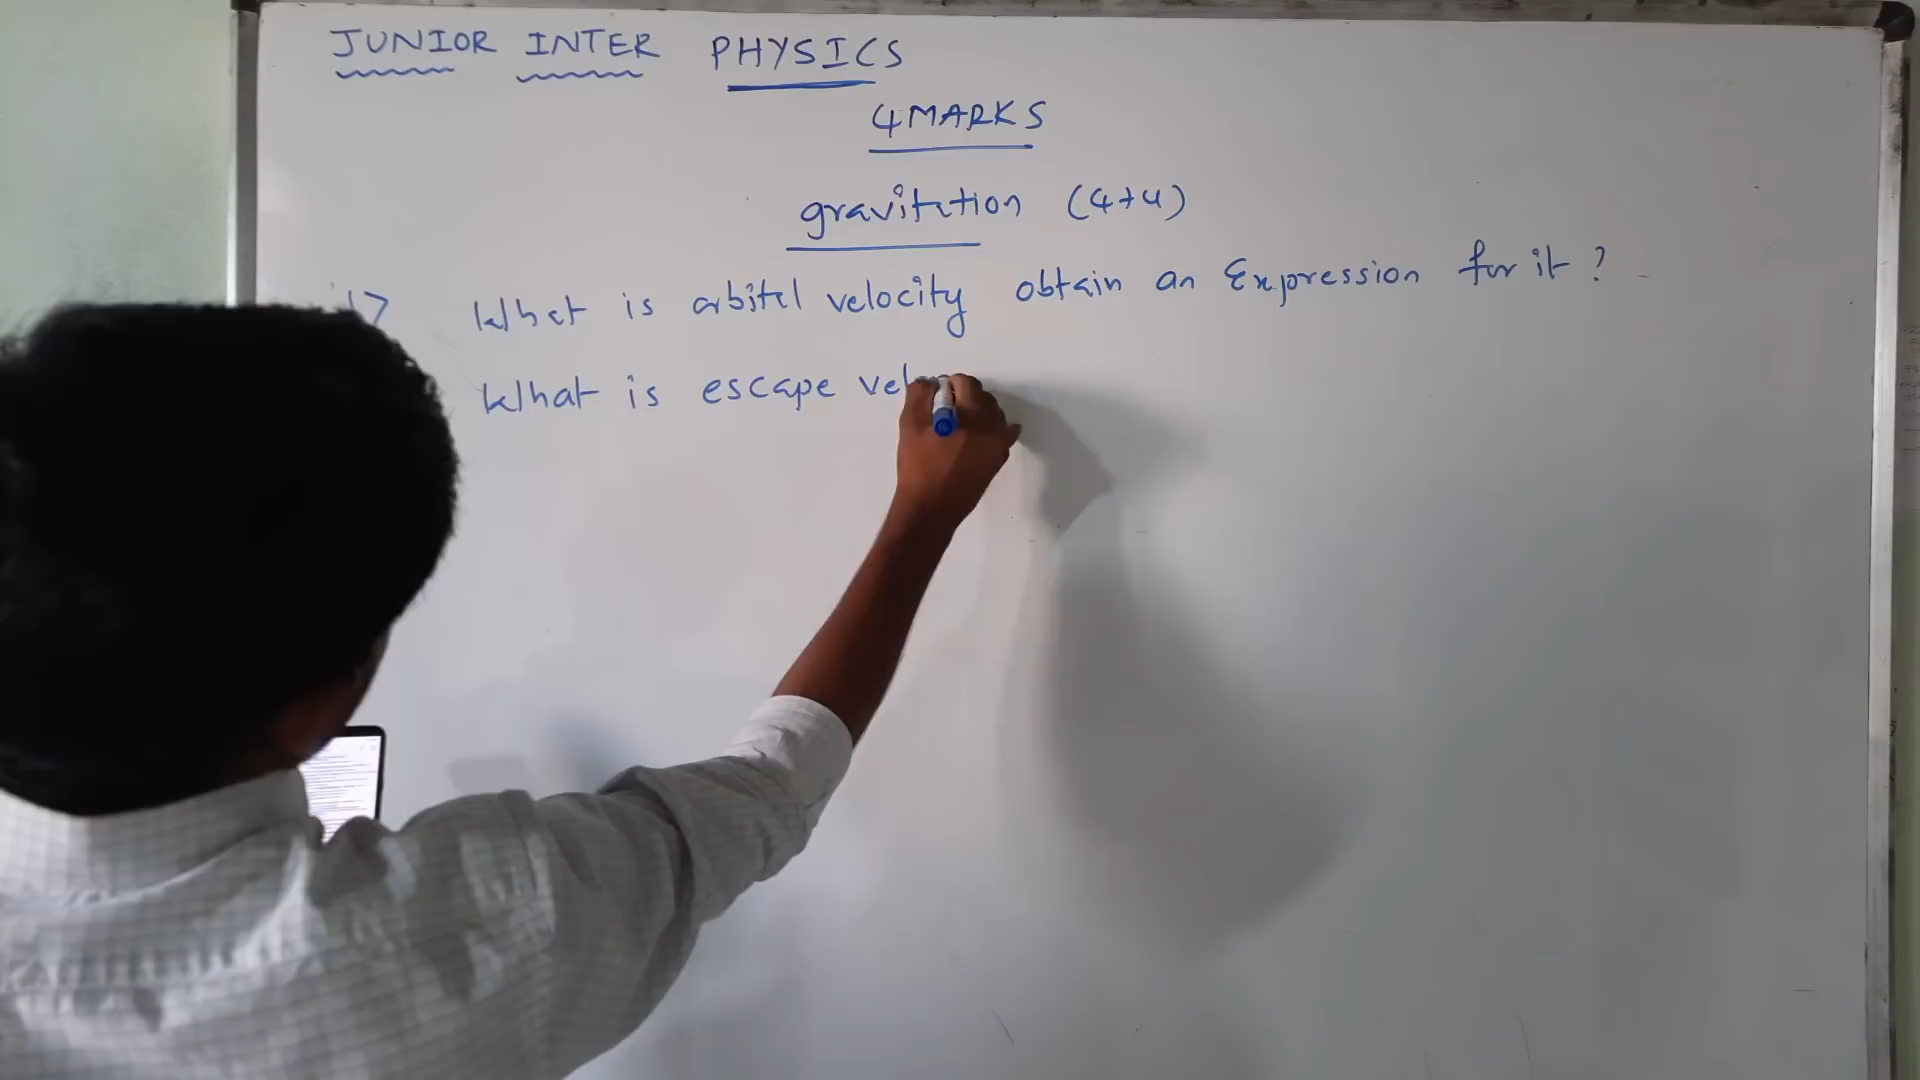 JUNIOR INTER PHYSICS
4MARKS
gravitation (4+4)
What is arbitel velocity obtain an Expression for it ?
What is escape vel